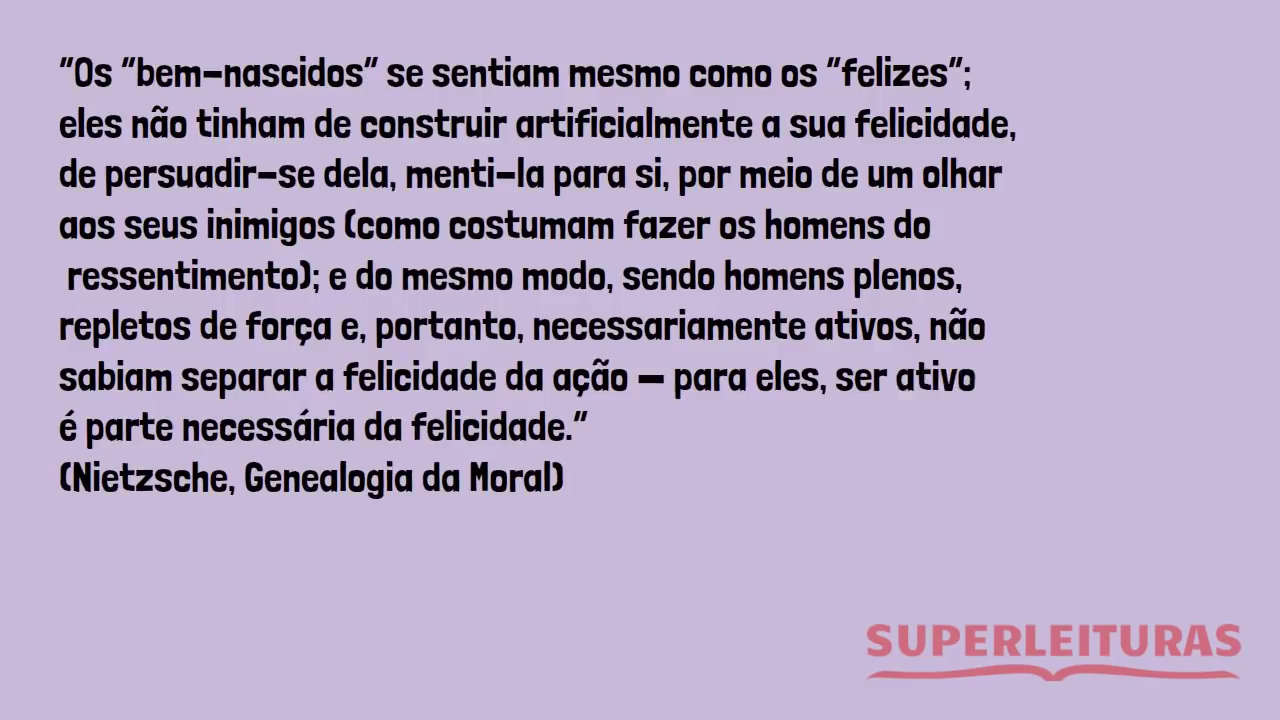 "Os "bem-nascidos" se sentiam mesmo como os "felizes";
eles não tinham de construir artificialmente a sua felicidade,
de persuadir-se dela, menti-la para si, por meio de um olhar
aos seus inimigos (como costumam fazer os homens do
ressentimento); e do mesmo modo, sendo homens plenos,
repletos de força e, portanto, necessariamente ativos, não
sabiam separar a felicidade da ação — para eles, ser ativo
é parte necessária da felicidade."
(Nietzsche, Genealogia da Moral)
SUPERLEITURAS